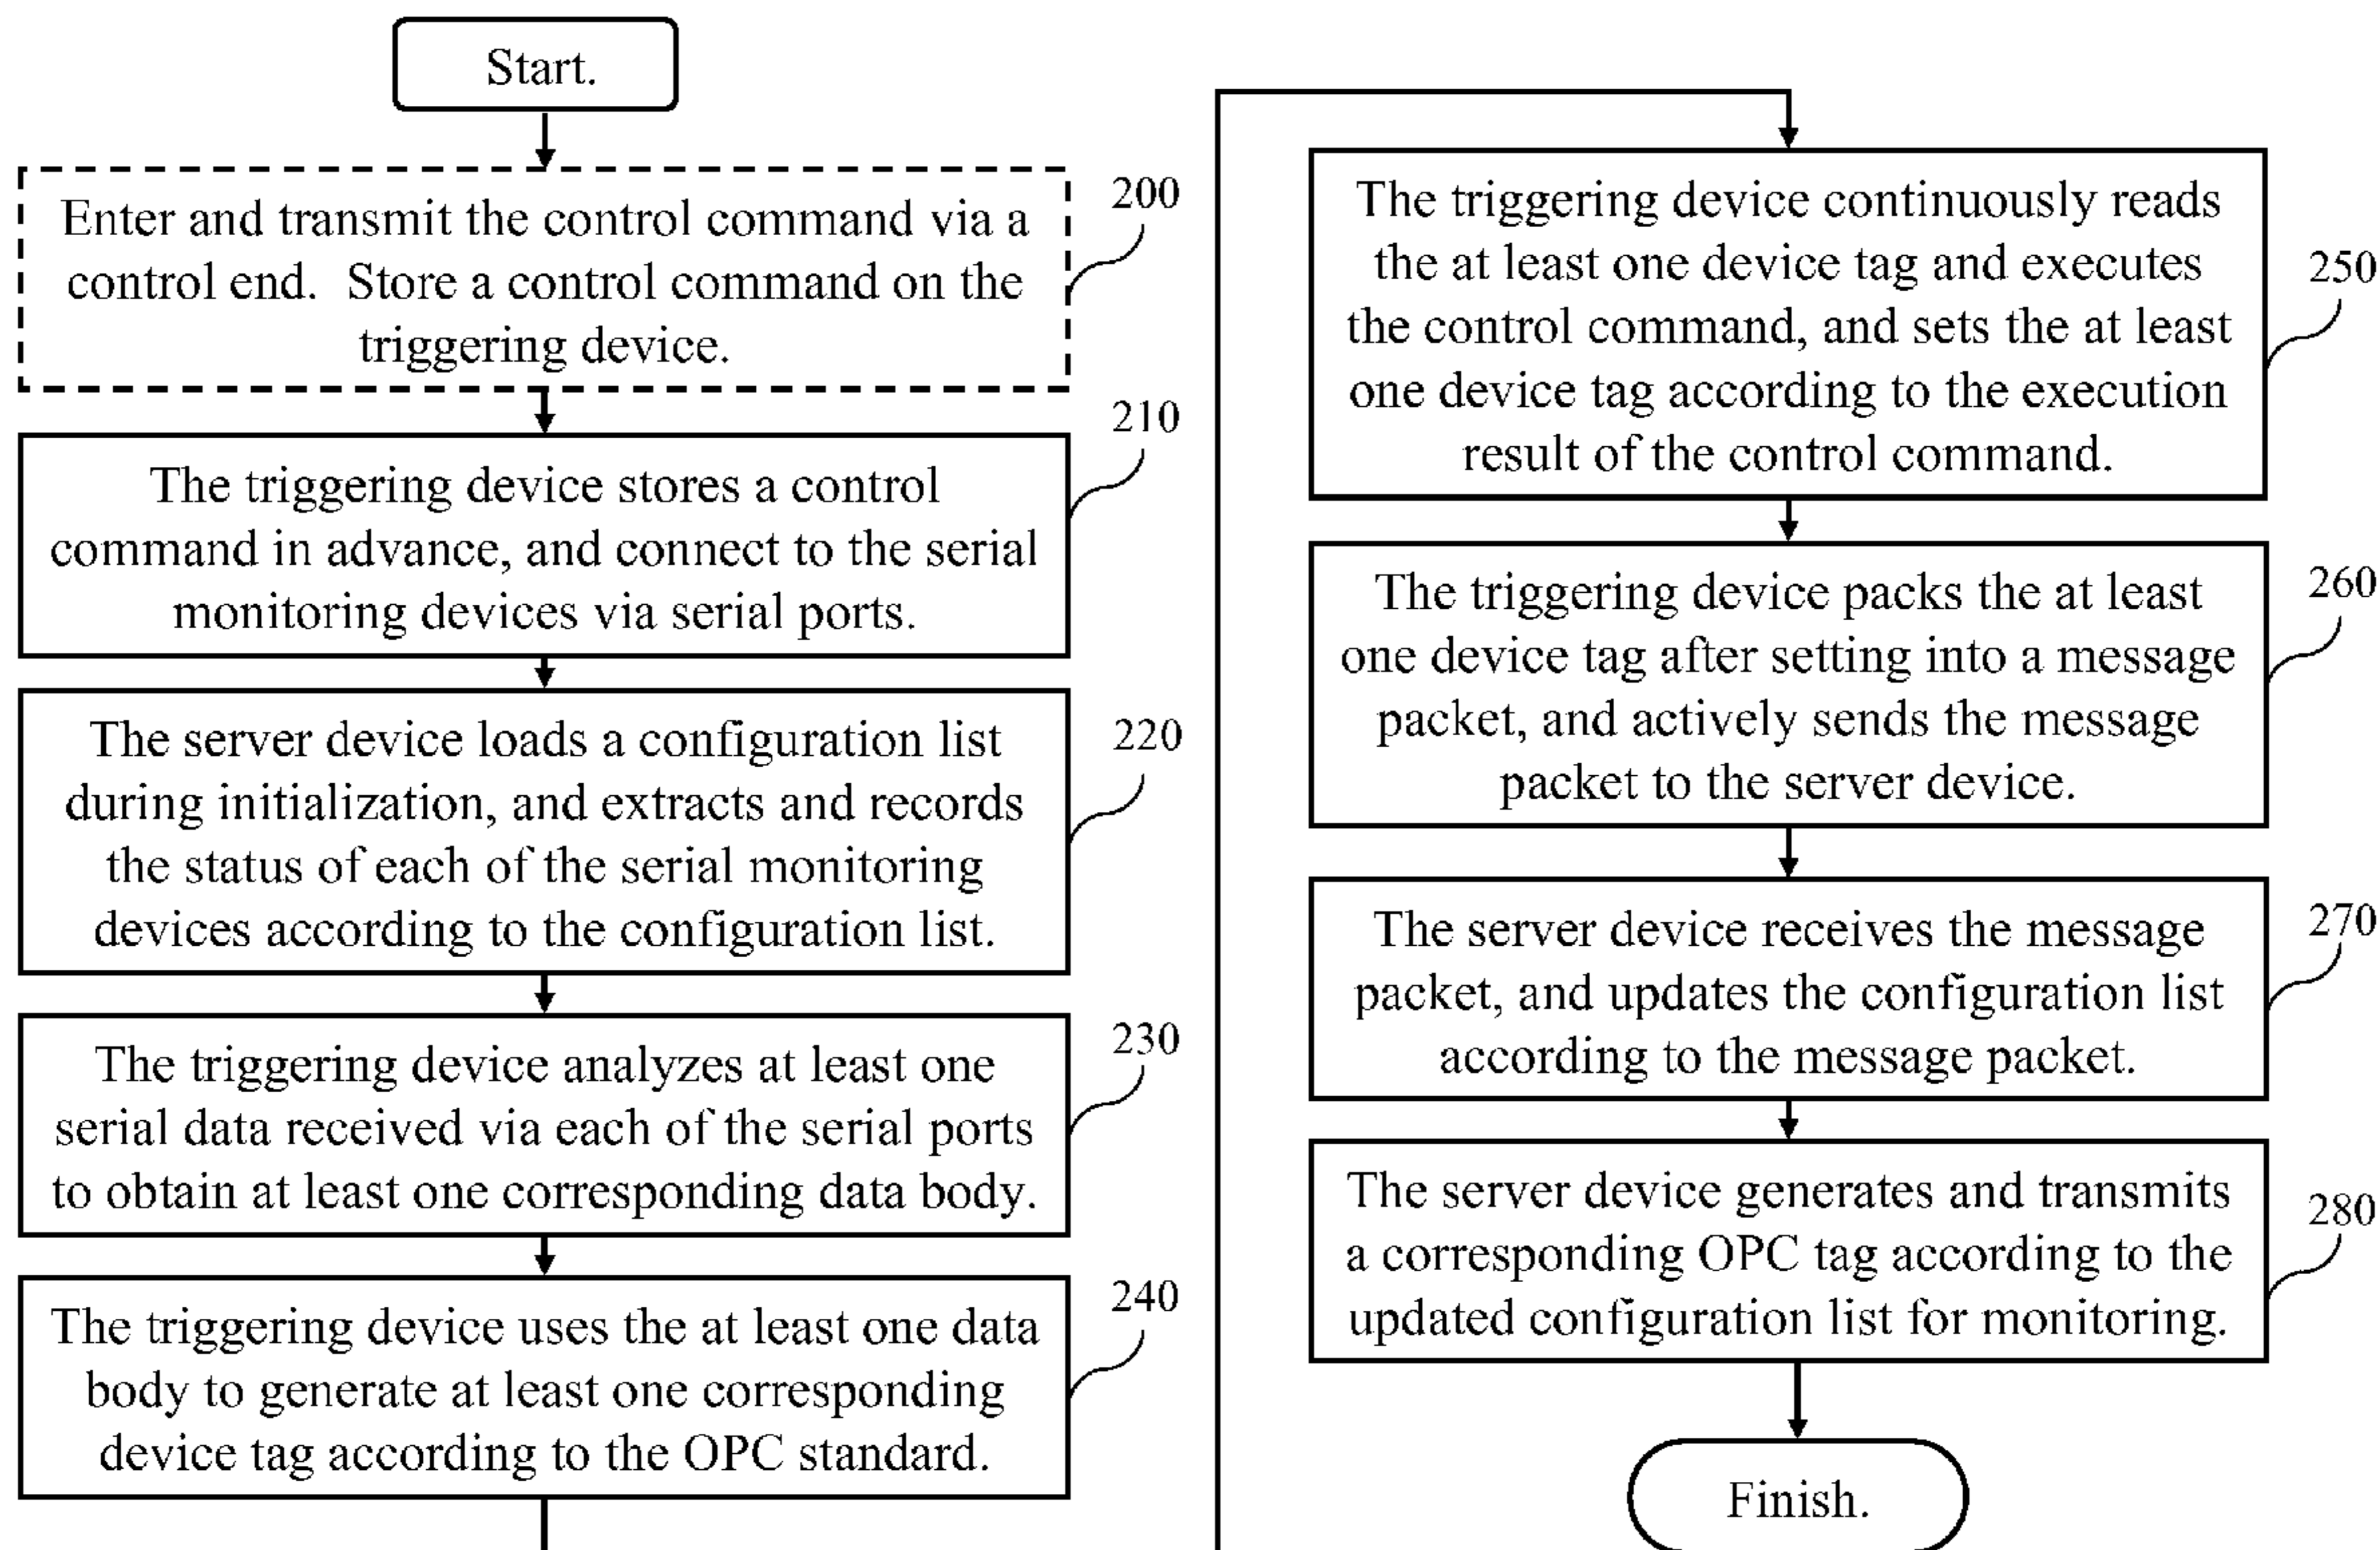 Start.
Enter and transmit the control command via a
control end.  Store a control command on the
triggering device.
200
The triggering device stores a control
command in advance, and connect to the serial
monitoring devices via serial ports.
210
The server device loads a configuration list
during initialization, and extracts and records
the status of each of the serial monitoring
devices according to the configuration list.
220
The triggering device analyzes at least one
serial data received via each of the serial ports
to obtain at least one corresponding data body.
230
The triggering device uses the at least one data
body to generate at least one corresponding
device tag according to the OPC standard.
240
The triggering device continuously reads
the at least one device tag and executes
the control command, and sets the at least
one device tag according to the execution
result of the control command.
250
The triggering device packs the at least
one device tag after setting into a message
packet, and actively sends the message
packet to the server device.
260
The server device receives the message
packet, and updates the configuration list
according to the message packet.
270
The server device generates and transmits
a corresponding OPC tag according to the
updated configuration list for monitoring.
280
Finish.